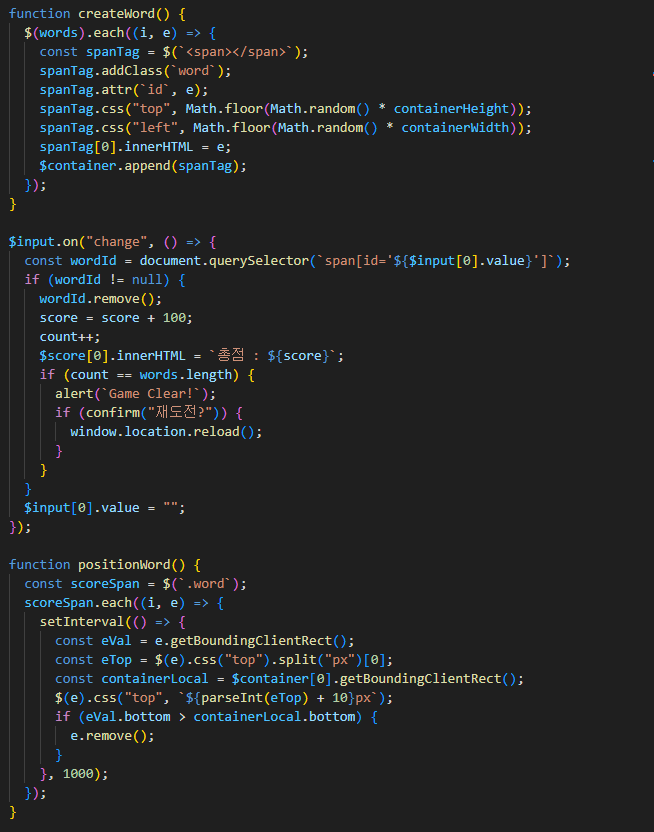 function createWord() {
  $(words).each((i, e) => {
    const spanTag = $(`<span></span>`);
    spanTag.addClass(`word`);
    spanTag.attr(`id`, e);
    spanTag.css("top", Math.floor(Math.random() * containerHeight));
    spanTag.css("left", Math.floor(Math.random() * containerWidth));
    spanTag[0].innerHTML = e;
    $container.append(spanTag);
  });
}

$input.on("change", () => {
  const wordId = document.querySelector(`span[id='${$input[0].value}']`);
  if (wordId != null) {
    wordId.remove();
    score = score + 100;
    count++;
    $score[0].innerHTML = `총점 : ${score}`;
    if (count == words.length) {
      alert(`Game Clear!`);
      if (confirm("재도전?")) {
        window.location.reload();
      }
    }
  }
  $input[0].value = "";
});

function positionWord() {
  const scoreSpan = $(`.word`);
  scoreSpan.each((i, e) => {
    setInterval(() => {
      const eVal = e.getBoundingClientRect();
      const eTop = $(e).css("top").split("px")[0];
      const containerLocal = $container[0].getBoundingClientRect();
      $(e).css("top", `${parseInt(eTop) + 10}px`);
      if (eVal.bottom > containerLocal.bottom) {
        e.remove();
      }
    }, 1000);
  });
}